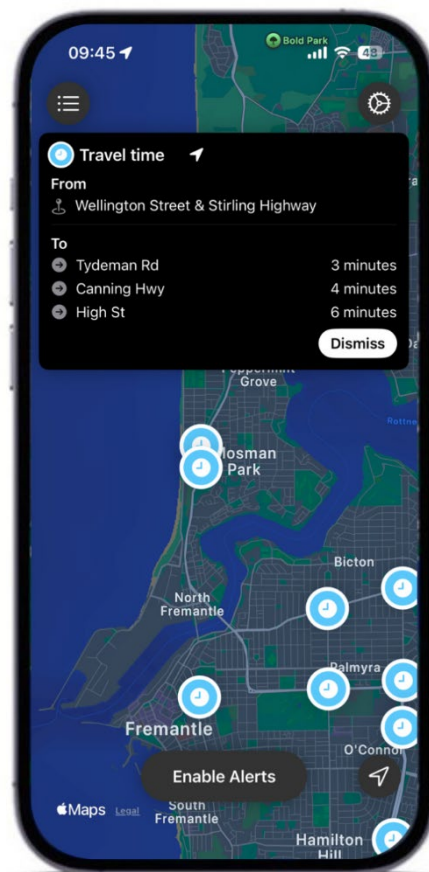 09:45
Bold Park
48
Travel time
From
Wellington Street & Stirling Highway
To
Tydeman Rd 3 minutes
Canning Hwy 4 minutes
High St 6 minutes
Dismiss
Peppermint
Grove
Mosman
Park
Bicton
North
Fremantle
Palmyra
Fremantle
O'Connor
Enable Alerts
Maps Legal
South
Fremantle
Hamilton
Hill